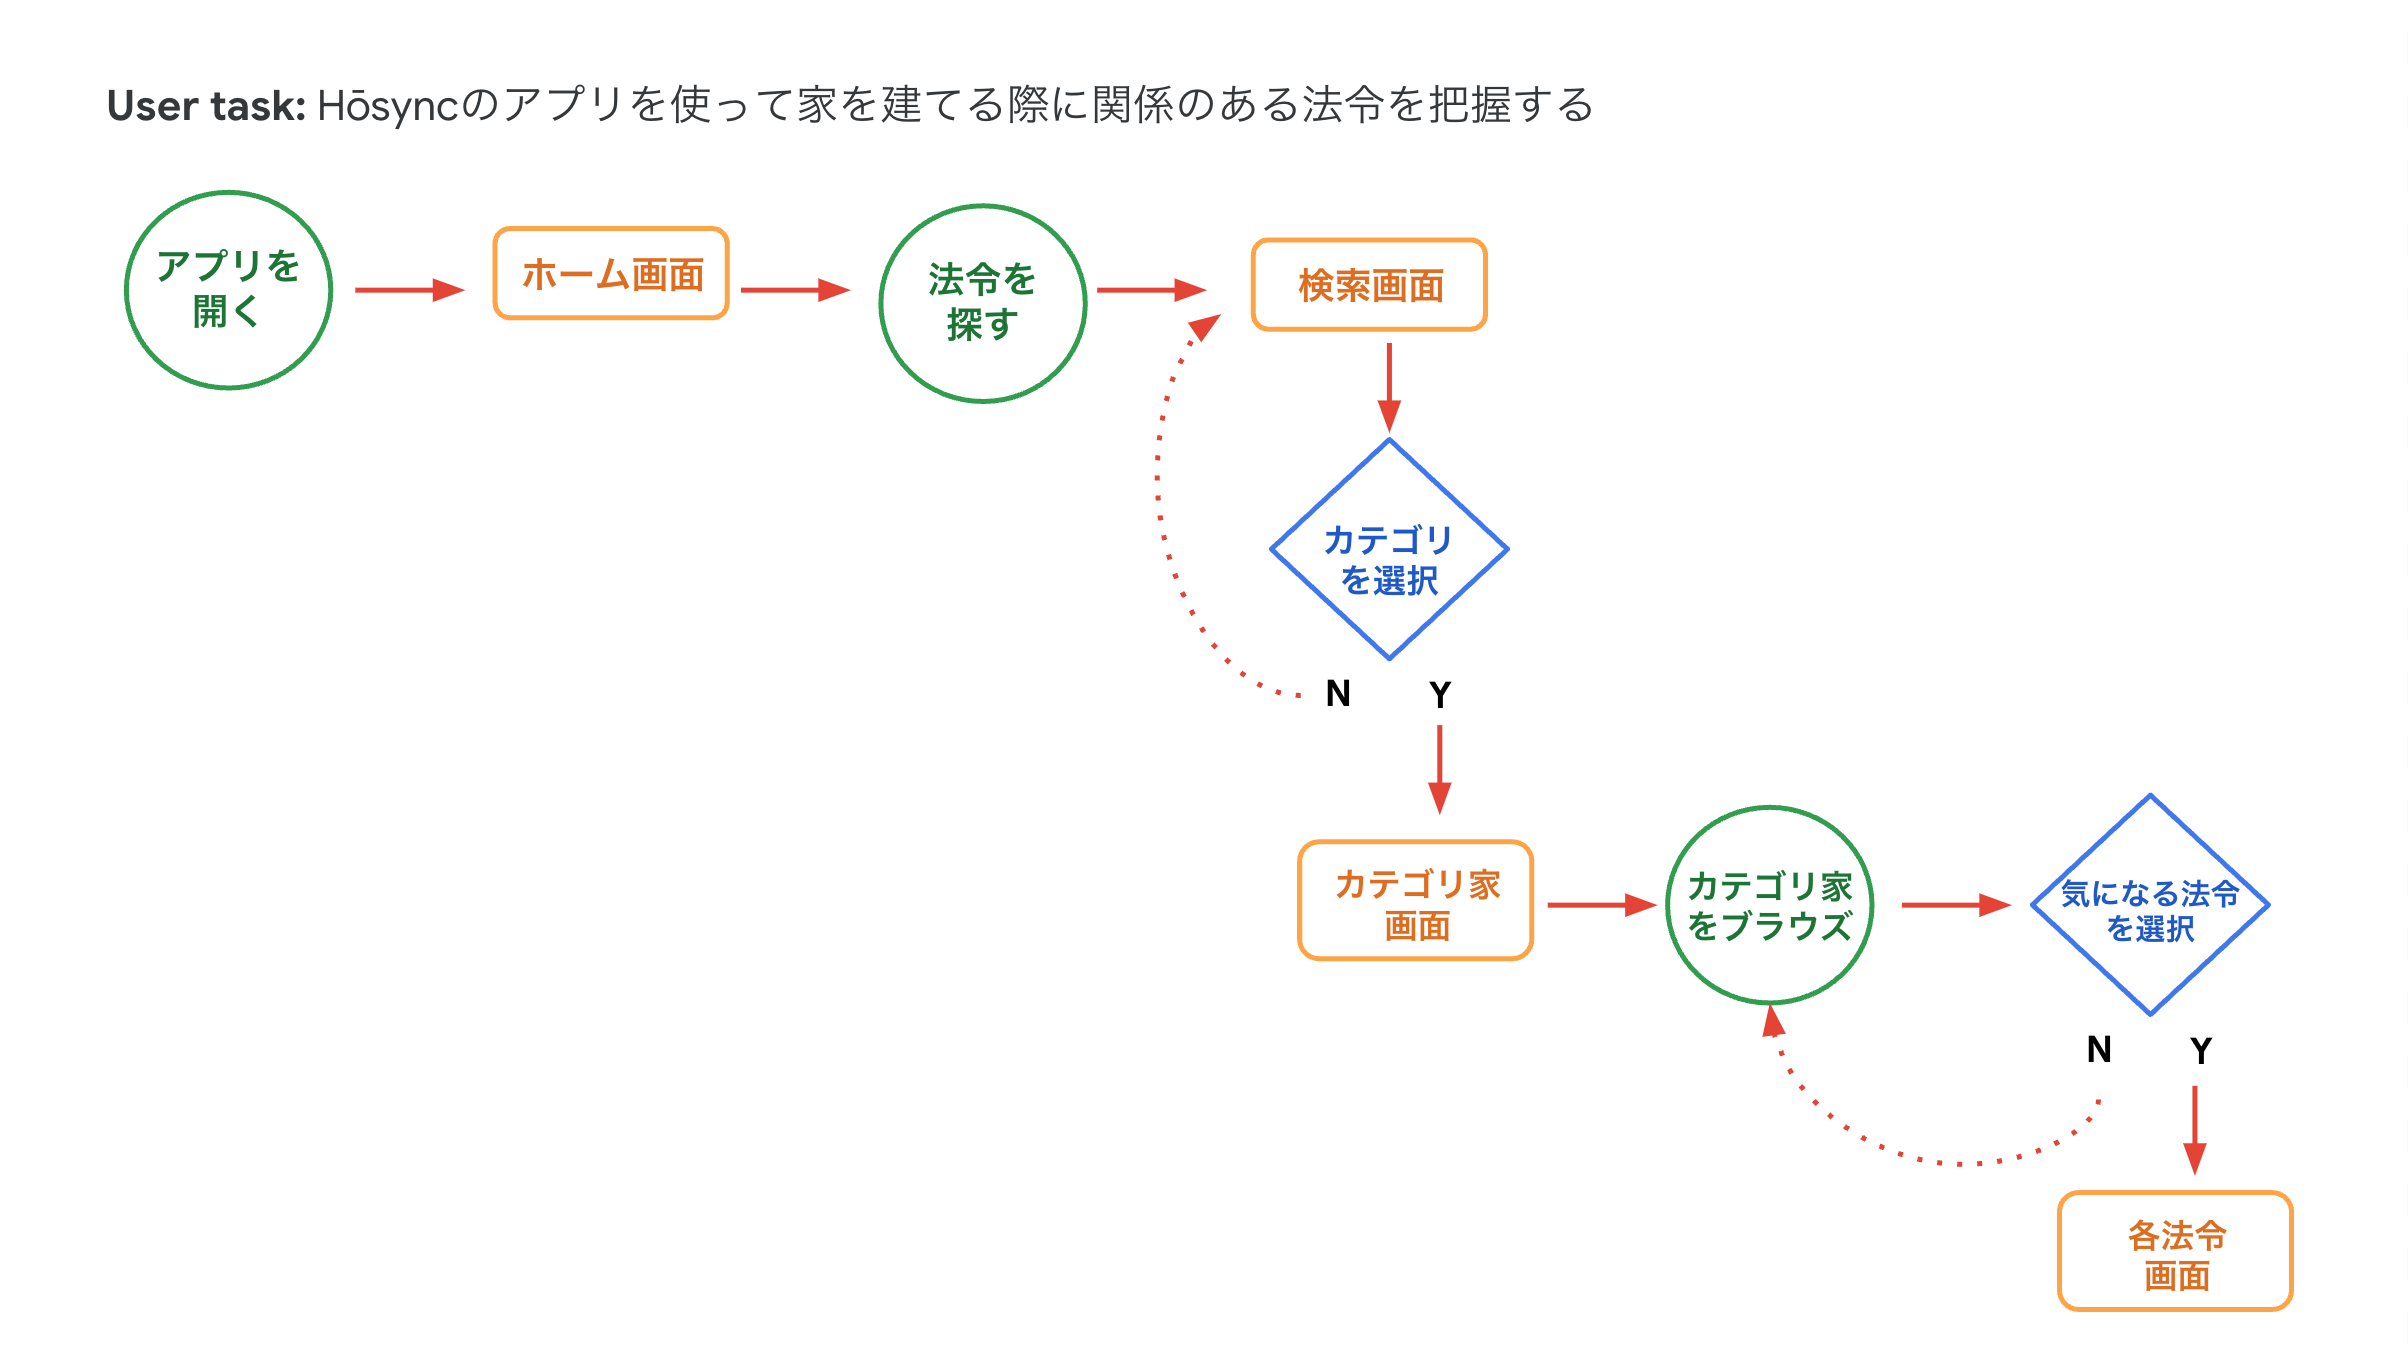 User task: Hōsyncのアプリを使って家を建てる際に関係のある法令を把握する
アプリを
開く
ホーム画面
法令を
探す
検索画面
カテゴリ
を選択
N
Y
カテゴリ家
画面
カテゴリ家
をブラウズ
気になる法令
を選択
N
Y
各法令
画面